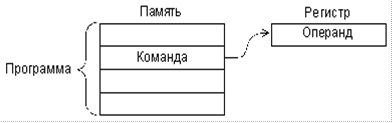 Память
Регистр
Операнд
Команда
Программа